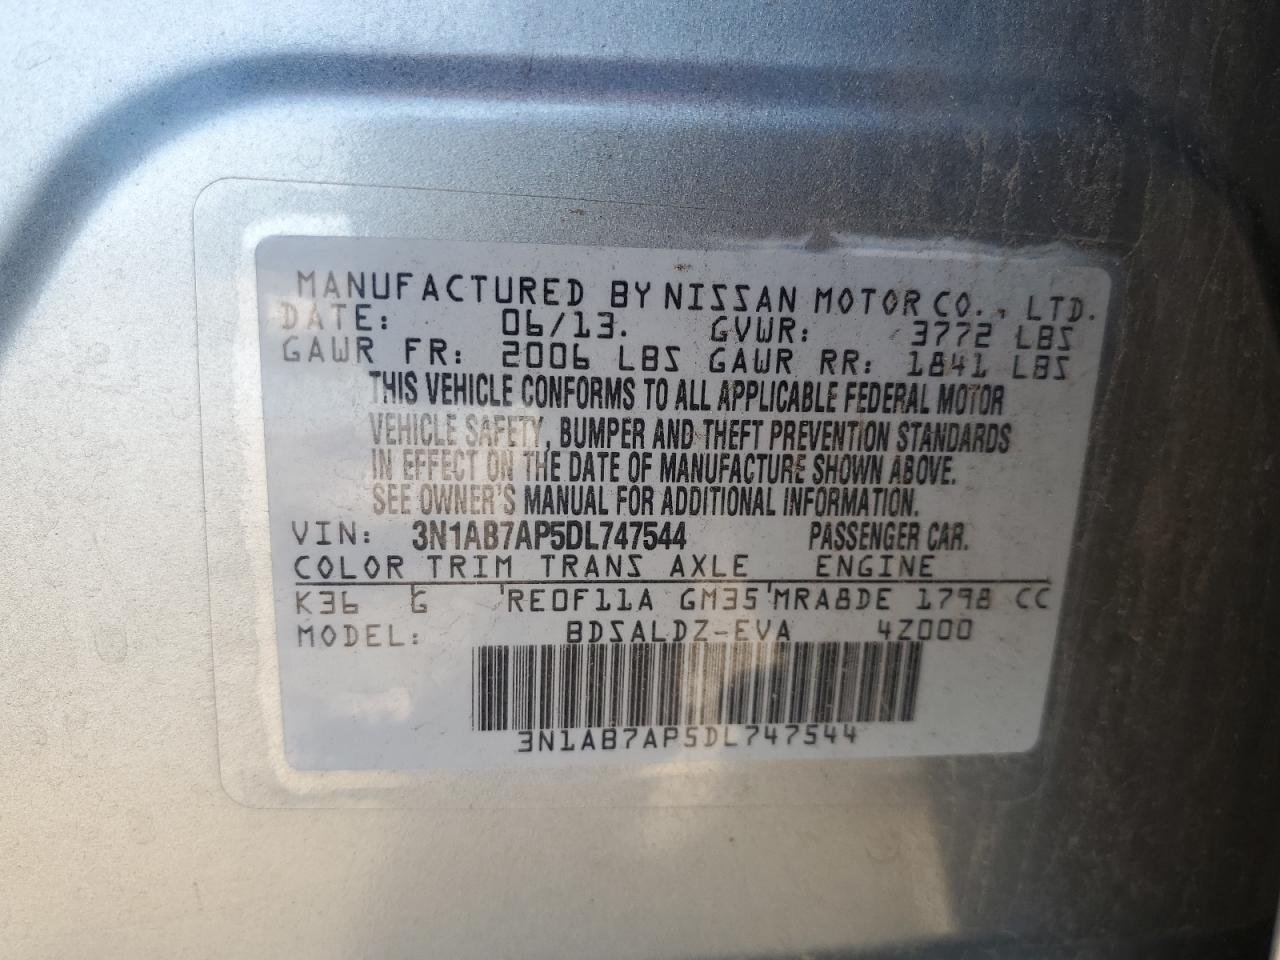 MANUFACTURED BY NISSAN MOTOR CO., LTD.
DATE: 06/13. GVWR: 3772 LBS
GAWR FR: 2006 LBS GAWR RR: 1841 LBS
THIS VEHICLE CONFORMS TO ALL APPLICABLE FEDERAL MOTOR
VEHICLE SAFETY, BUMPER AND THEFT PREVENTION STANDARDS
IN EFFECT ON THE DATE OF MANUFACTURE SHOWN ABOVE.
SEE OWNER'S MANUAL FOR ADDITIONAL INFORMATION.
VIN: 3N1AB7AP5DL747544 PASSENGER CAR.
COLOR TRIM TRANS AXLE ENGINE
K36 G 'RE0F11A GM35'MRA8DE 1798 CC
MODEL: BDSALDZ-EVA 4Z000
3N1AB7AP5DL747544